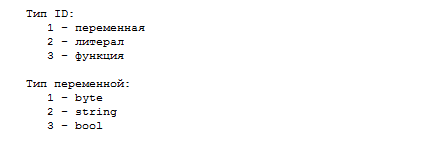 Тип ID:
1 – переменная
2 – литерал
3 – функция
Тип переменной:
1 – byte
2 – string
3 – bool